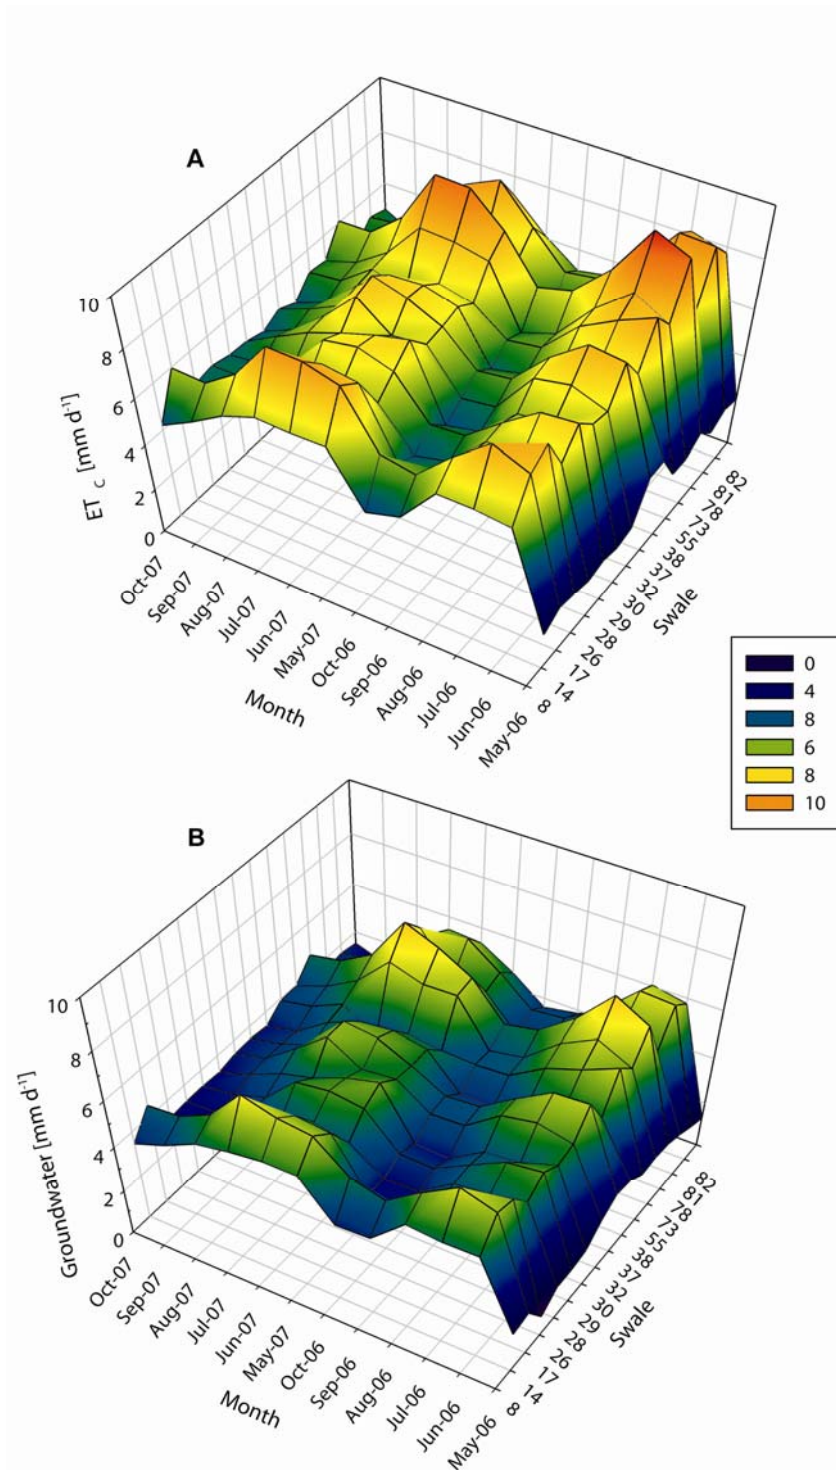 A
10
8
6
4
2
0
ET C [mm d-1]
Oct-07
Sep-07
Aug-07
Jul-07
Jun-07
May-07
Oct-06
Sep-06
Aug-06
Jul-06
Jun-06
May-06
Month
82
81
78
73
55
38
37
32
30
29
28
26
17
14
8
Swale
0
4
8
6
8
10
B
10
8
6
4
2
0
Groundwater [mm d-1]
Oct-07
Sep-07
Aug-07
Jul-07
Jun-07
May-07
Oct-06
Sep-06
Aug-06
Jul-06
Jun-06
May-06
Month
82
81
78
73
55
38
37
32
30
29
28
26
17
14
8
Swale